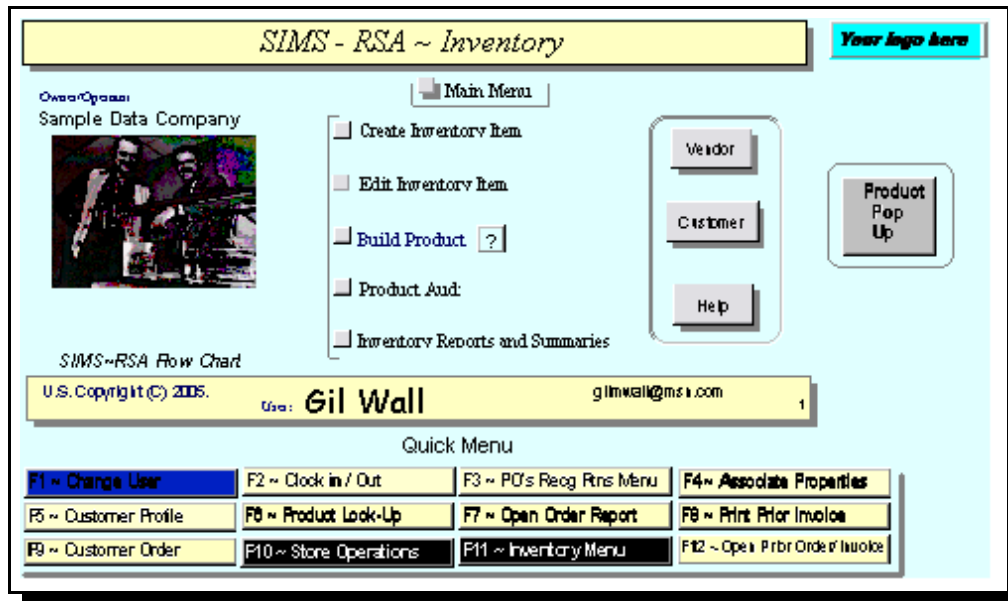 SIMS - RSA ~ Inventory
Your logo here
Main Menu
Owner/Operator
Sample Data Company
Create Inventory Item
Edit Inventory Item
Build Product ?
Product Aud:
Inventory Reports and Summaries
Vendor
Customer
Help
Product
Pop
Up
SIMS~RSA Flow Chart
U.S. Copyright (C) 2005.
User: Gil Wall
gilmwall@msn.com
1
Quick Menu
F1 ~ Change User
F2 ~ Clock in / Out
F3 ~ PO's Recg Rtns Menu
F4~ Associate Properties
F5 ~ Customer Profile
F6 ~ Product Look-Up
F7 ~ Open Order Report
F8 ~ Print Prior Invoice
F9 ~ Customer Order
F10 ~ Store Operations
F11 ~ Inventory Menu
F12 ~ Open Prior Order/ Invoice